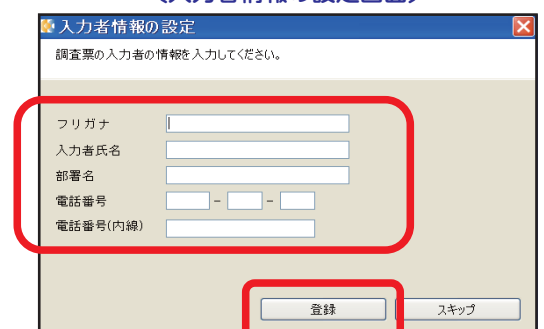 入力者情報の設定
調査票の入力者の情報を入力してください。
フリガナ
入力者氏名
部署名
電話番号 - -
電話番号(内線)
登録 スキップ